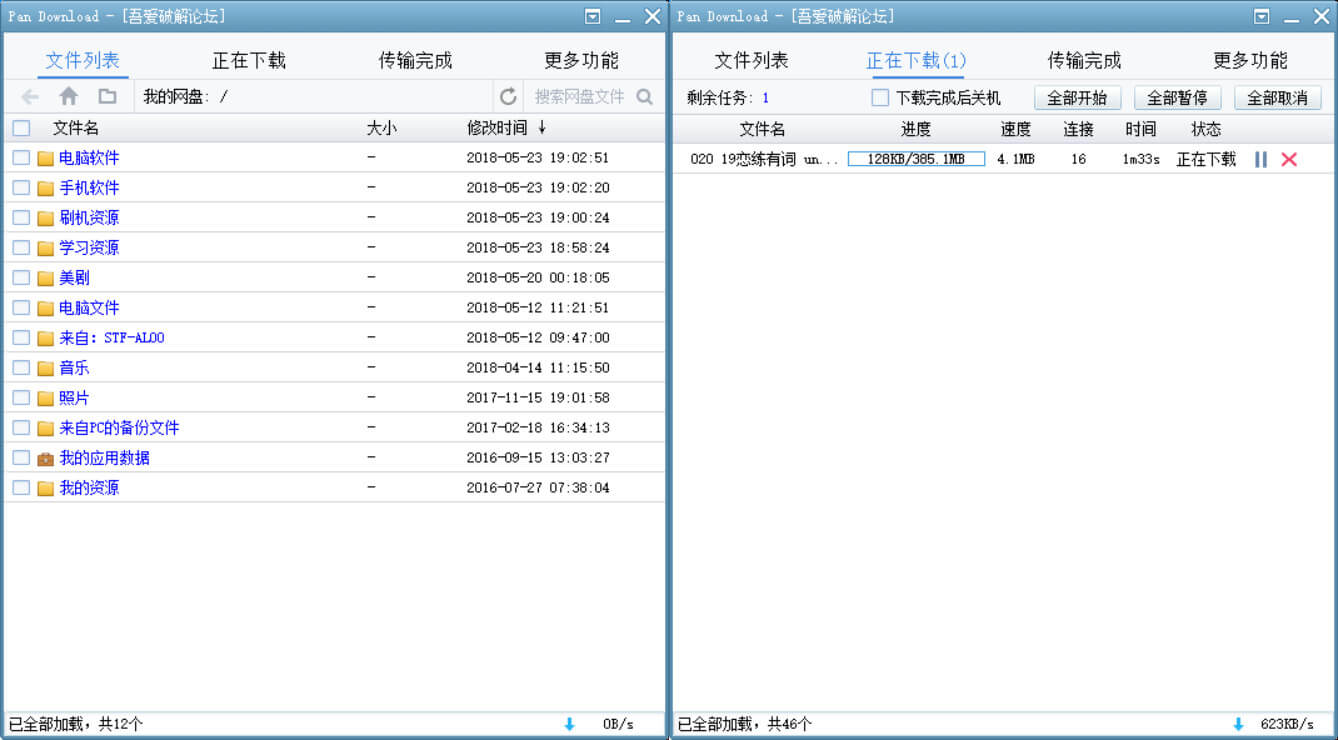 Pan Download - [吾爱破解论坛]
文件列表 正在下载 传输完成 更多功能
我的网盘: / 搜索网盘文件
文件名 大小 修改时间 ↓
电脑软件 - 2018-05-23 19:02:51
手机软件 - 2018-05-23 19:02:20
刷机资源 - 2018-05-23 19:00:24
学习资源 - 2018-05-23 18:58:24
美剧 - 2018-05-20 00:18:05
电脑文件 - 2018-05-12 11:21:51
来自: STF-AL00 - 2018-05-12 09:47:00
音乐 - 2018-04-14 11:15:50
照片 - 2017-11-15 19:01:58
来自PC的备份文件 - 2017-02-18 16:34:13
我的应用数据 - 2016-09-15 13:03:27
我的资源 - 2016-07-27 07:38:04
已全部加载，共12个 0B/s
Pan Download - [吾爱破解论坛]
文件列表 正在下载(1) 传输完成 更多功能
剩余任务: 1 下载完成后关机 全部开始 全部暂停 全部取消
文件名 进度 速度 连接 时间 状态
020 19恋练有词 un... 128KB/385.1MB 4.1MB 16 1m33s 正在下载
已全部加载，共46个 623KB/s